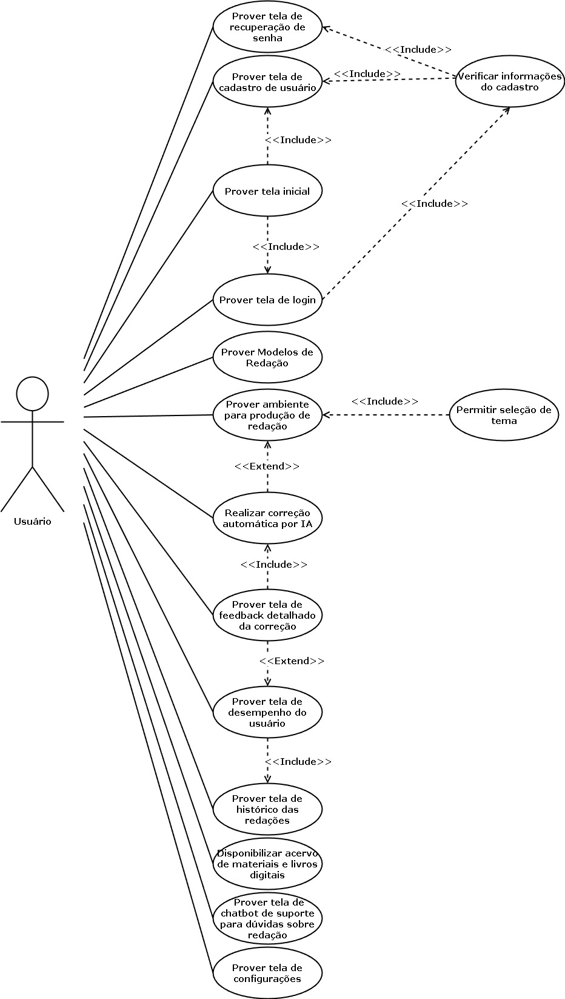 Prover tela de
recuperação de
senha
<<Include>>
Prover tela de
cadastro de usuário
<<Include>>
Verificar informações
do cadastro
<<Include>>
Prover tela inicial
<<Include>>
<<Include>>
Prover tela de login
Prover Modelos de
Redação
Prover ambiente
para produção de
redação
<<Include>>
Permitir seleção de
tema
<<Extend>>
Realizar correção
automática por IA
Usuário
<<Include>>
Prover tela de
feedback detalhado
da correção
<<Extend>>
Prover tela de
desempenho do
usuário
<<Include>>
Prover tela de
histórico das
redações
Disponibilizar acervo
de materiais e livros
digitais
Prover tela de
chatbot de suporte
para dúvidas sobre
redação
Prover tela de
configurações